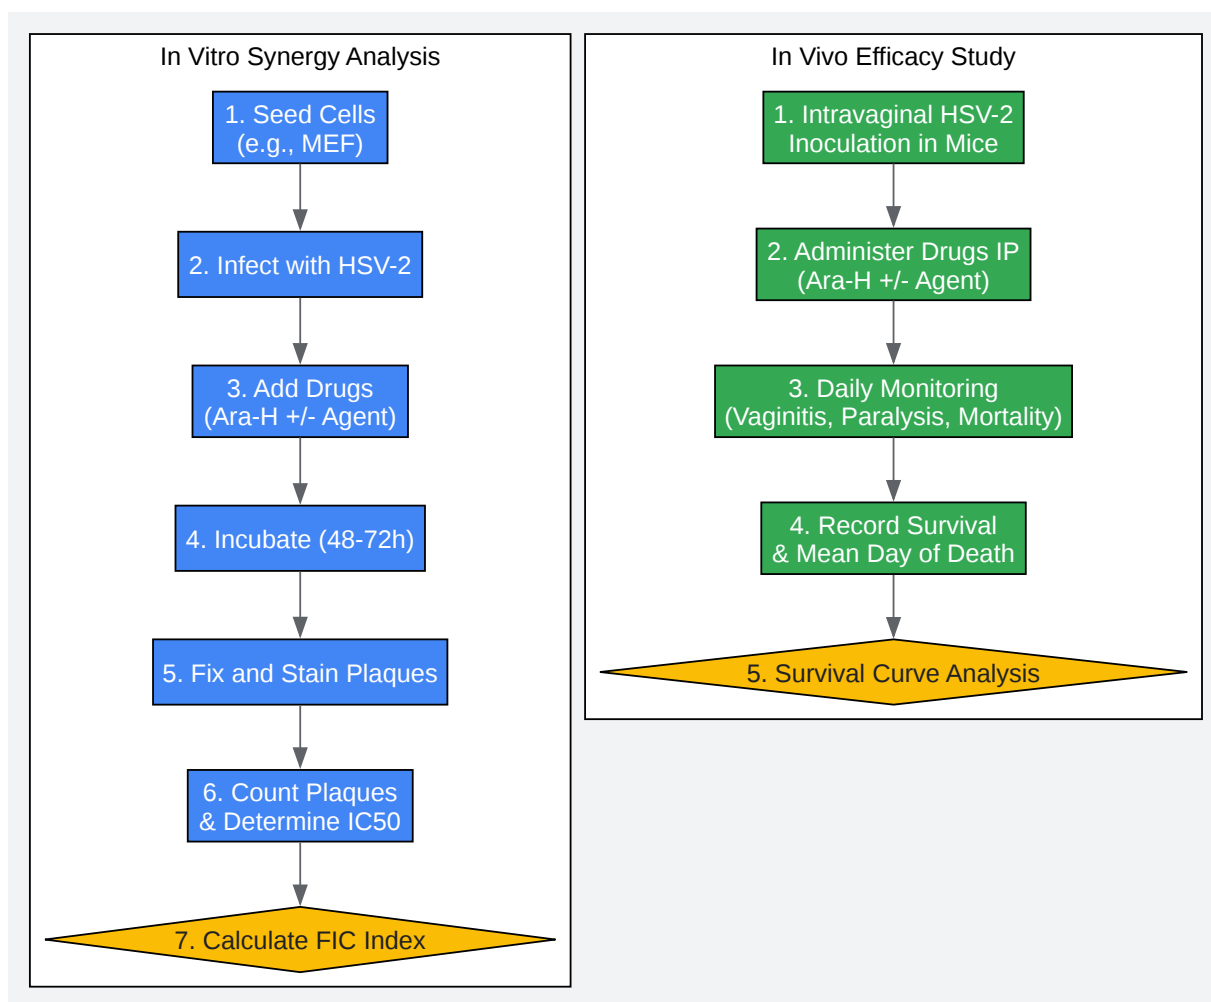 In Vitro Synergy Analysis
1. Seed Cells
(e.g., MEF)
2. Infect with HSV-2
3. Add Drugs
(Ara-H +/- Agent)
4. Incubate (48-72h)
5. Fix and Stain Plaques
6. Count Plaques
& Determine IC50
7. Calculate FIC Index
In Vivo Efficacy Study
1. Intravaginal HSV-2
Inoculation in Mice
2. Administer Drugs IP
(Ara-H +/- Agent)
3. Daily Monitoring
(Vaginitis, Paralysis, Mortality)
4. Record Survival
& Mean Day of Death
5. Survival Curve Analysis